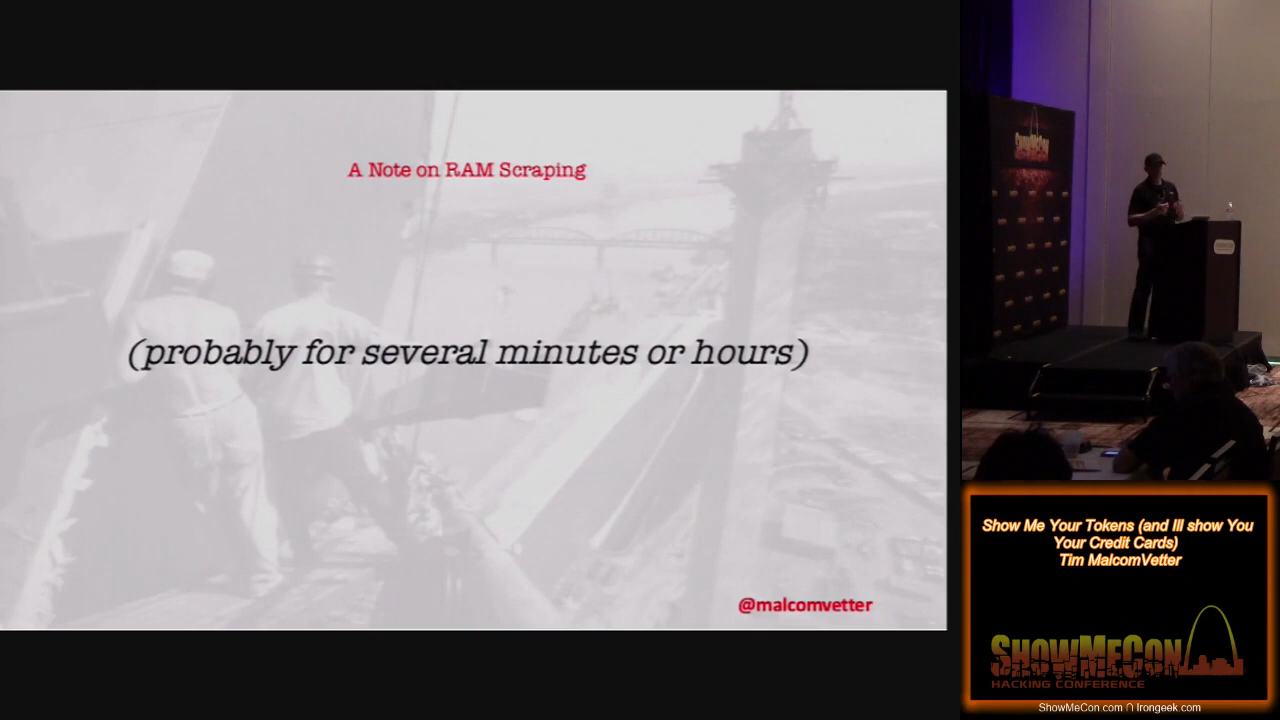 A Note on RAM Scraping
(probably for several minutes or hours)
@malcomvetter
ShowMeCon
Show Me Your Tokens (and Ill show You
Your Credit Cards)
Tim MalcomVetter
ShowMeCon
HACKING CONFERENCE
ShowMeCon.com ∩ Irongeek.com